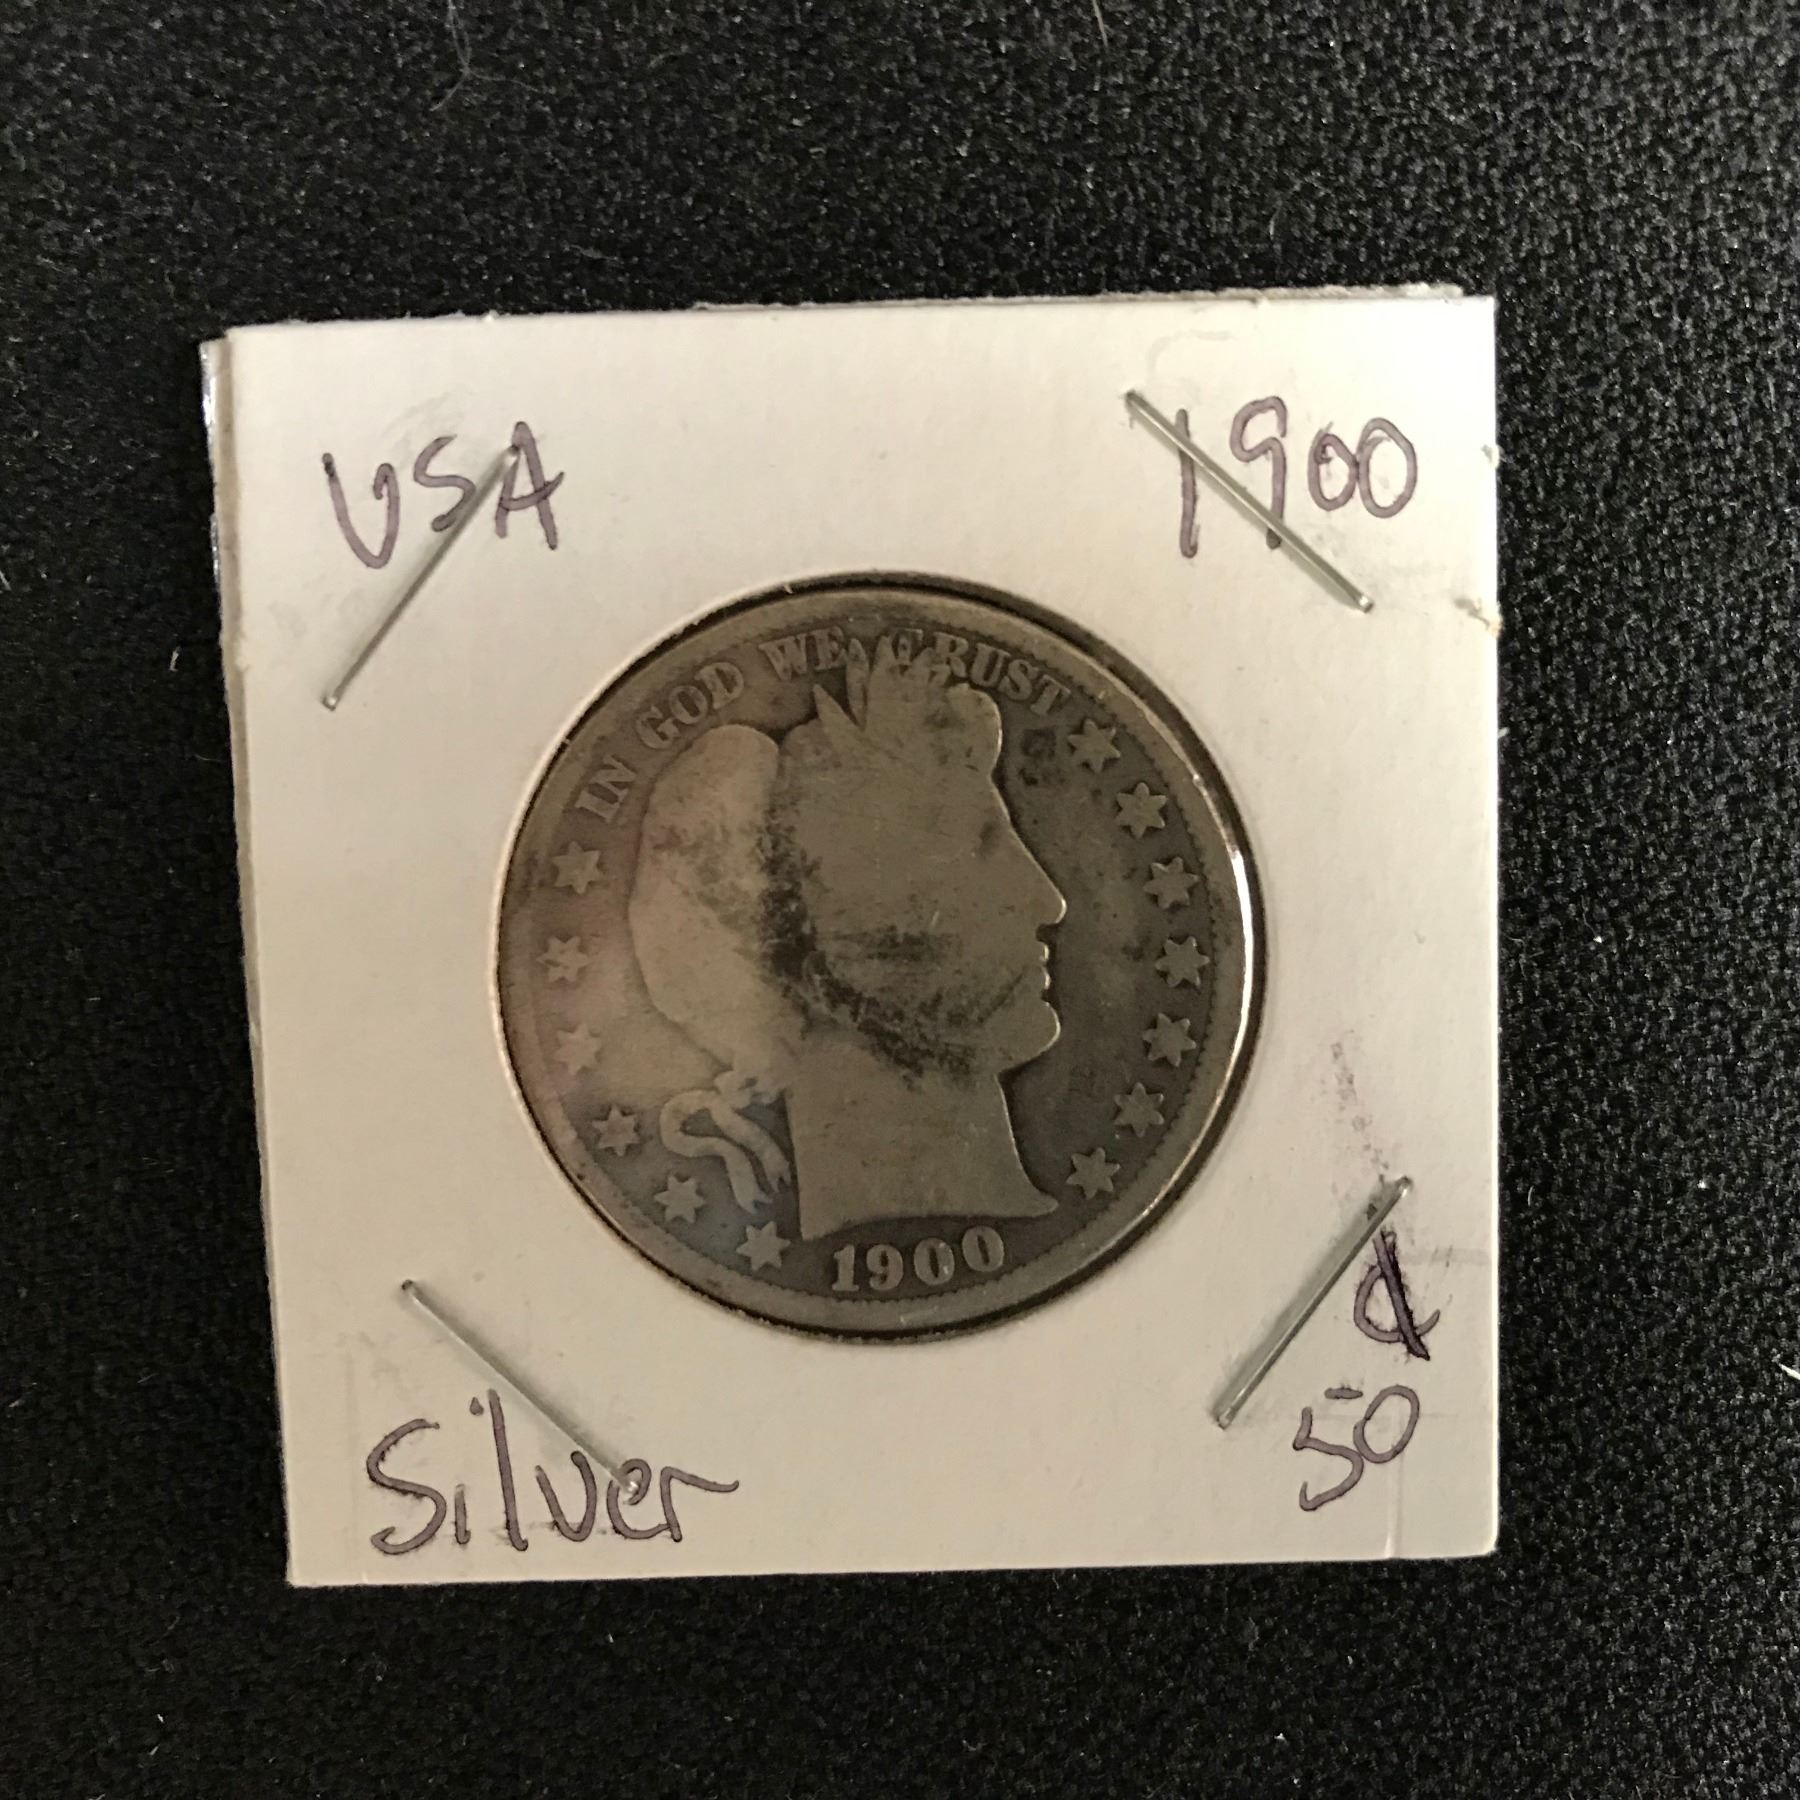 USA
1900
IN GOD WE TRUST
1900
Silver
¢
50